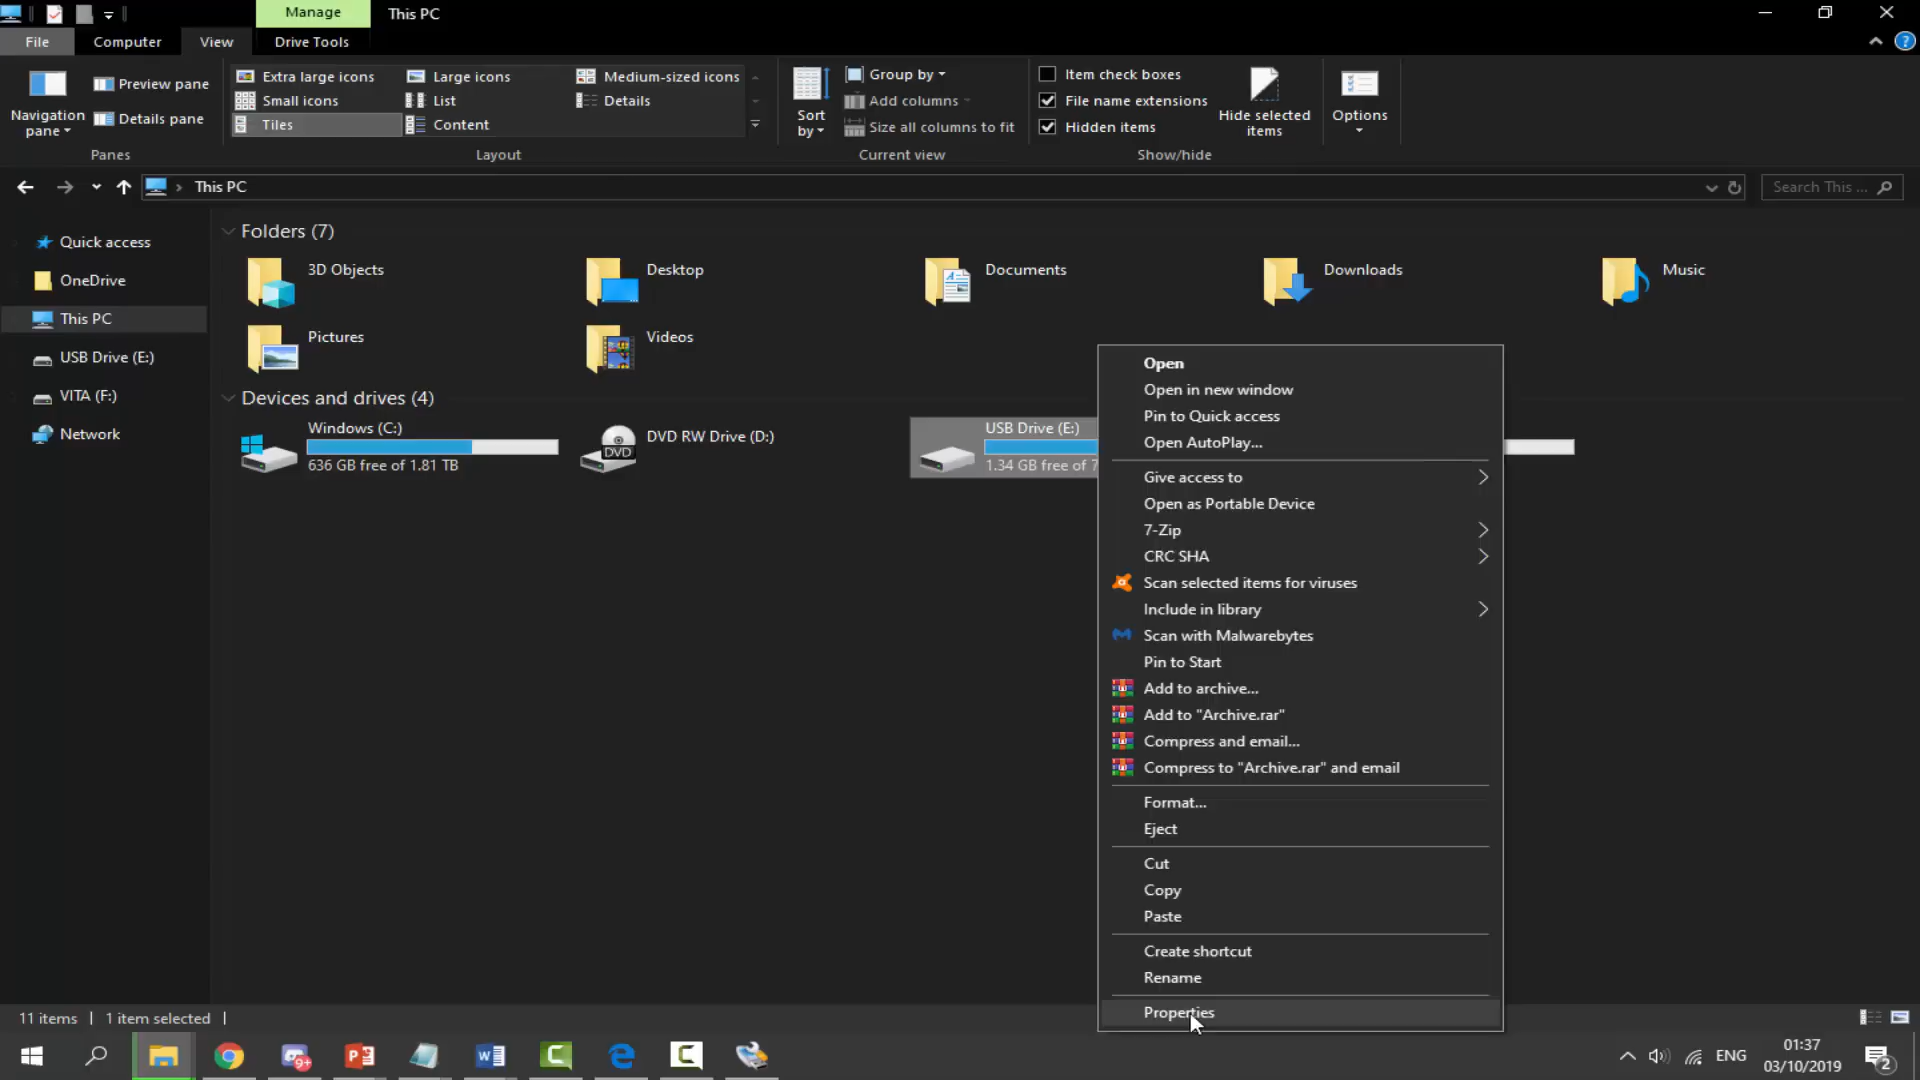 Manage
This PC
File
Computer
View
Drive Tools
Navigation pane
Preview pane
Details pane
Panes
Extra large icons
Large icons
Medium-sized icons
Small icons
List
Details
Tiles
Content
Layout
Sort by
Group by
Add columns
Size all columns to fit
Current view
Item check boxes
File name extensions
Hidden items
Hide selected items
Show/hide
Options
This PC
Search This ...
Quick access
OneDrive
This PC
USB Drive (E:)
VITA (F:)
Network
Folders (7)
3D Objects
Desktop
Documents
Downloads
Music
Pictures
Videos
Devices and drives (4)
Windows (C:)
636 GB free of 1.81 TB
DVD RW Drive (D:)
DVD
USB Drive (E:)
1.34 GB free of 7
Open
Open in new window
Pin to Quick access
Open AutoPlay...
Give access to
Open as Portable Device
7-Zip
CRC SHA
Scan selected items for viruses
Include in library
Scan with Malwarebytes
Pin to Start
Add to archive...
Add to "Archive.rar"
Compress and email...
Compress to "Archive.rar" and email
Format...
Eject
Cut
Copy
Paste
Create shortcut
Rename
Properties
11 items
1 item selected
9+
ENG
01:37
03/10/2019
2